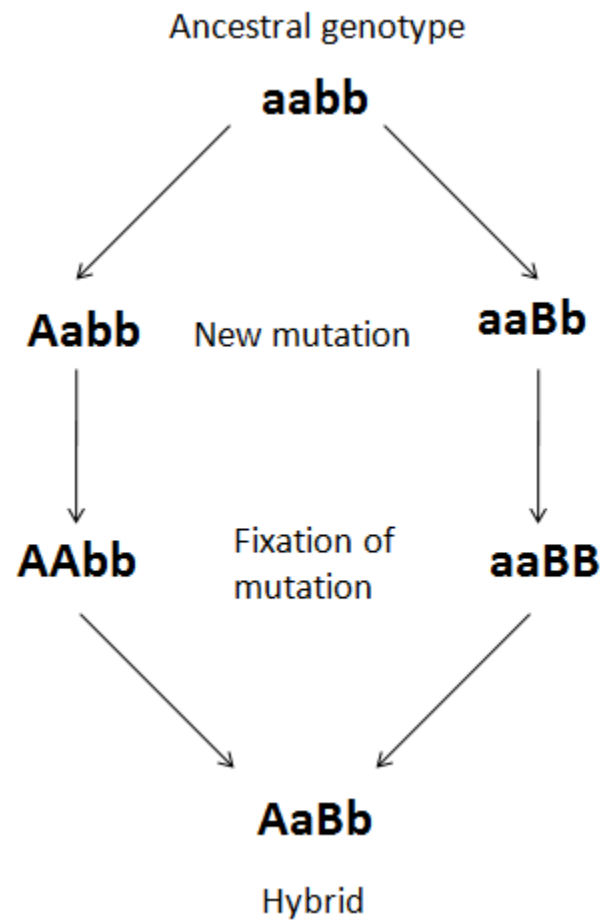 Ancestral genotype
aabb
Aabb New mutation aaBb
AAbb Fixation of mutation aaBB
AaBb
Hybrid